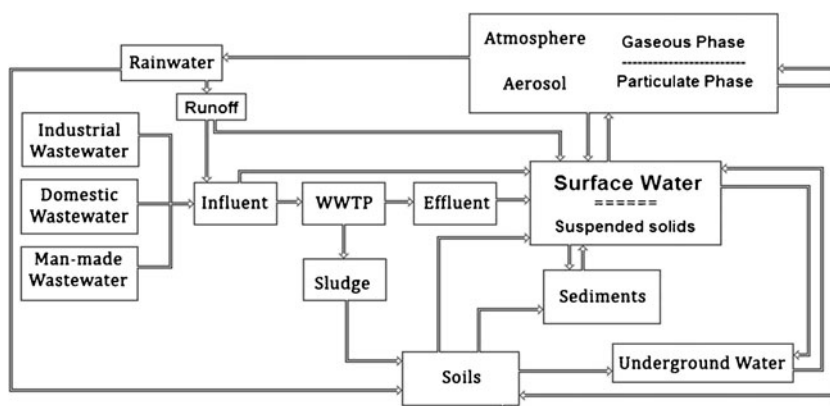 Atmosphere
Gaseous Phase
Aerosol
Particulate Phase
Rainwater
Runoff
Industrial
Wastewater
Domestic
Wastewater
Man-made
Wastewater
Influent
WWTP
Effluent
Surface Water
Suspended solids
Sludge
Sediments
Soils
Underground Water